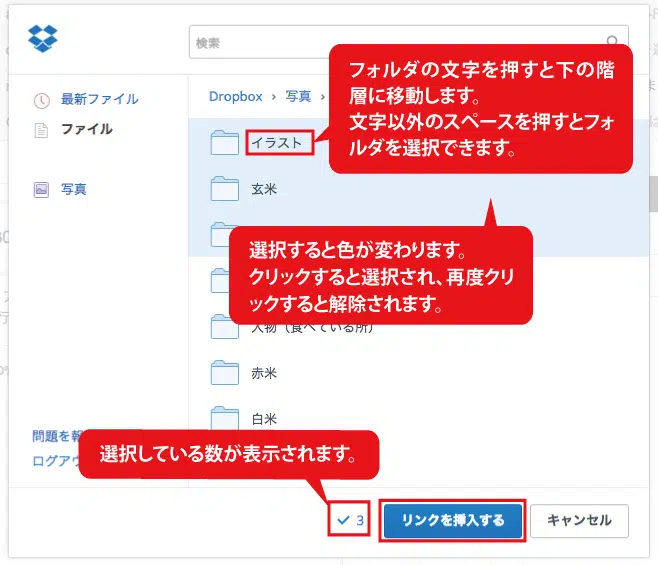 検索
最新ファイル
ファイル
写真
Dropbox › 写真 ›
フォルダの文字を押すと下の階
層に移動します。
文字以外のスペースを押すとフォ
ルダを選択できます。
イラスト
玄米
選択すると色が変わります。
クリックすると選択され、再度クリ
ックすると解除されます。
人物（食べている所）
赤米
白米
問題を報
ログアウ
選択している数が表示されます。
3
リンクを挿入する
キャンセル